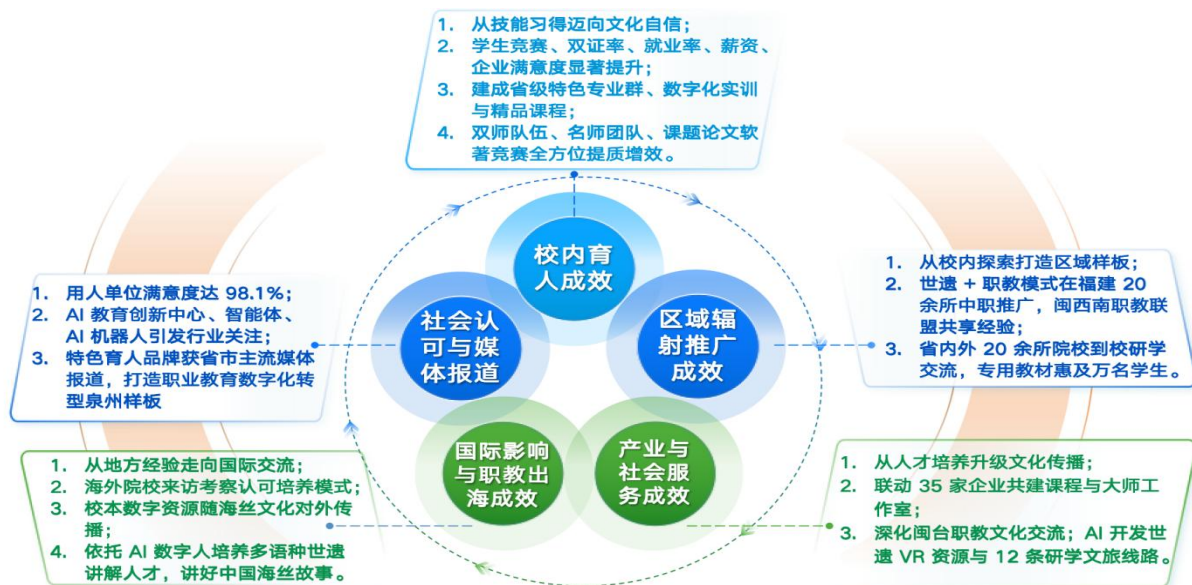 1. 从技能习得迈向文化自信；
2. 学生竞赛、双证率、就业率、薪资、
企业满意度显著提升；
3. 建成省级特色专业群、数字化实训
与精品课程；
4. 双师队伍、名师团队、课题论文软
著竞赛全方位提质增效。
校内育
人成效
1. 用人单位满意度达 98.1%；
2. AI 教育创新中心、智能体、
AI 机器人引发行业关注；
3. 特色育人品牌获省市主流媒体
报道，打造职业教育数字化转
型泉州样板
社会认
可与媒
体报道
区域辐
射推广
成效
1. 从校内探索打造区域样板；
2. 世遗 + 职教模式在福建 20
余所中职推广，闽西南职教联
盟共享经验；
3. 省内外 20 余所院校到校研学
交流，专用教材惠及万名学生。
1. 从地方经验走向国际交流；
2. 海外院校来访考察认可培养模式；
3. 校本数字资源随海丝文化对外传
播；
4. 依托 AI 数字人培养多语种世遗
讲解人才，讲好中国海丝故事。
国际影响
与职教出
海成效
产业与
社会服
务成效
1. 从人才培养升级文化传播；
2. 联动 35 家企业共建课程与大师工
作室；
3. 深化闽台职教文化交流；AI 开发世
遗 VR 资源与 12 条研学文旅线路。